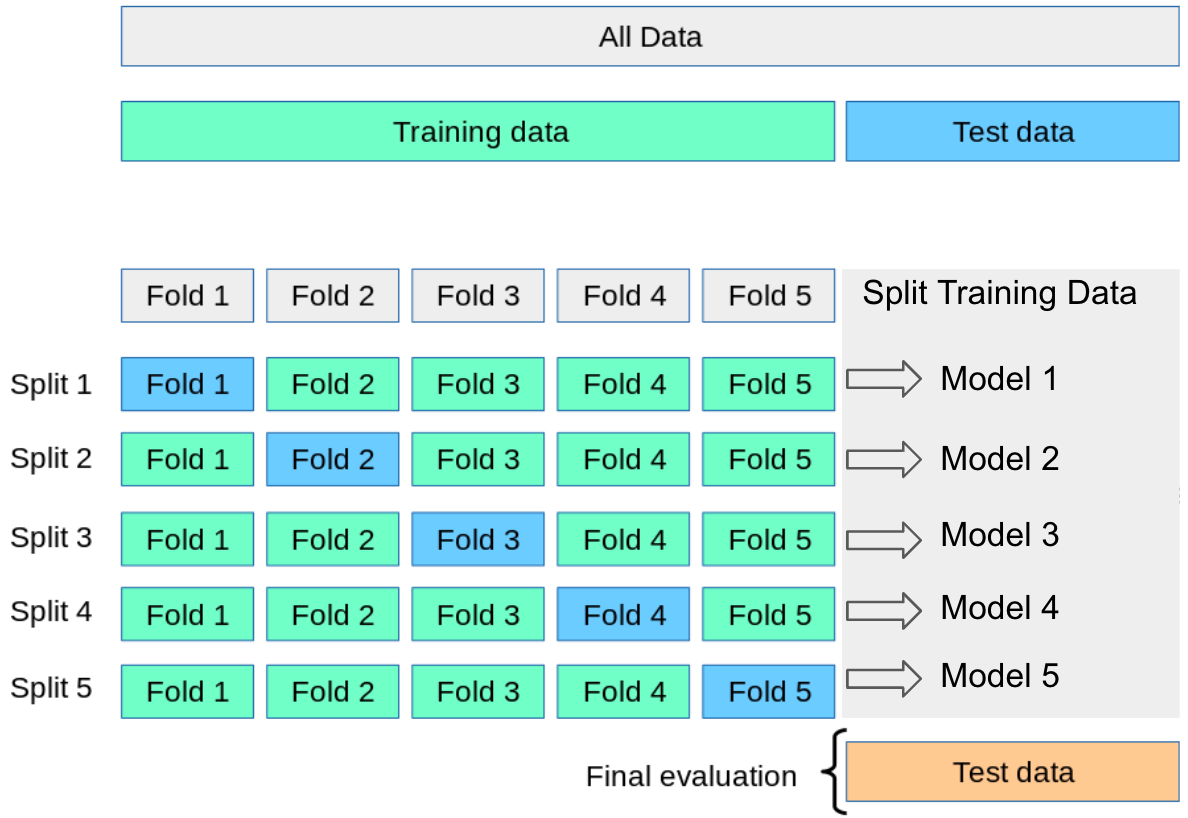 All Data
Training data Test data
Fold 1 Fold 2 Fold 3 Fold 4 Fold 5 Split Training Data
Split 1 Fold 1 Fold 2 Fold 3 Fold 4 Fold 5 Model 1
Split 2 Fold 1 Fold 2 Fold 3 Fold 4 Fold 5 Model 2
Split 3 Fold 1 Fold 2 Fold 3 Fold 4 Fold 5 Model 3
Split 4 Fold 1 Fold 2 Fold 3 Fold 4 Fold 5 Model 4
Split 5 Fold 1 Fold 2 Fold 3 Fold 4 Fold 5 Model 5
Final evaluation Test data